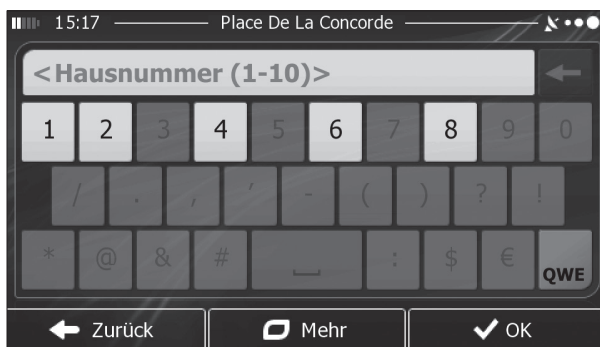 15:17 Place De La Concorde
<Hausnummer (1-10)>
1 2 3 4 5 6 7 8 9 0
/ . , ' - ( ) ? !
* @ & # : $ € QWE
Zurück Mehr OK